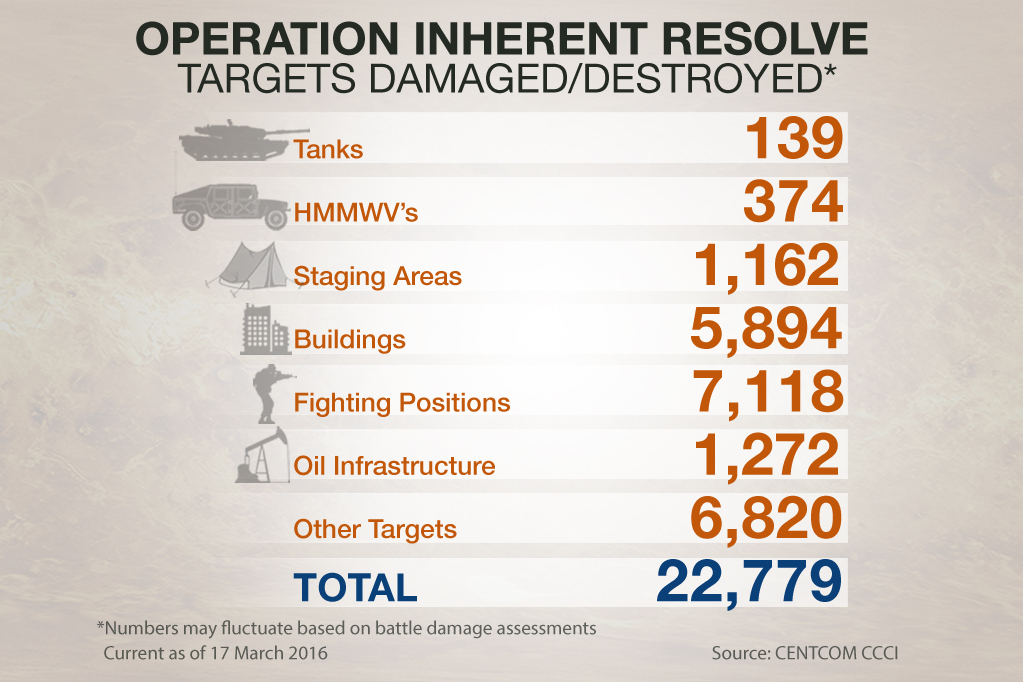 OPERATION INHERENT RESOLVE
TARGETS DAMAGED/DESTROYED*
Tanks 139
HMMWV's 374
Staging Areas 1,162
Buildings 5,894
Fighting Positions 7,118
Oil Infrastructure 1,272
Other Targets 6,820
TOTAL 22,779
*Numbers may fluctuate based on battle damage assessments
Current as of 17 March 2016 Source: CENTCOM CCCI